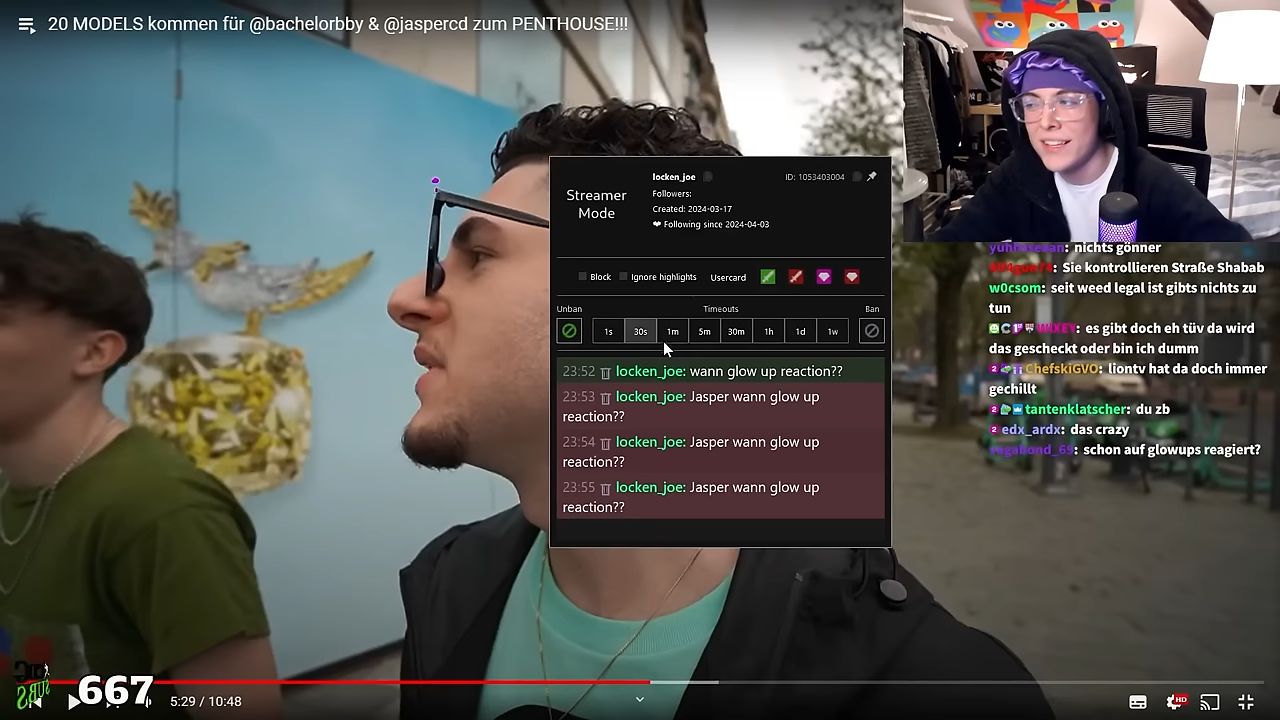 20 MODELS kommen für @bachelorbby & @jaspercd zum PENTHOUSE!!!
Streamer
Mode
locken_joe
ID: 1053403004
Followers:
Created: 2024-03-17
❤ Following since 2024-04-03
Block
Ignore highlights
Usercard
Unban
Timeouts
Ban
1s 30s 1m 5m 30m 1h 1d 1w
23:52 locken_joe: wann glow up reaction??
23:53 locken_joe: Jasper wann glow up
reaction??
23:54 locken_joe: Jasper wann glow up
reaction??
23:55 locken_joe: Jasper wann glow up
reaction??
nichts gönner
Sie kontrollieren Straße Shabab
w0csom: seit weed legal ist gibts nichts zu
tun
es gibt doch eh tüv da wird
das gescheckt oder bin ich dumm
ChefskiGVO: liontv hat da doch immer
gechillt
tantenklatscher: du zb
edx_ardx: das crazy
vagabond_69: schon auf glowups reagiert?
SUBS
667
5:29 / 10:48
HD